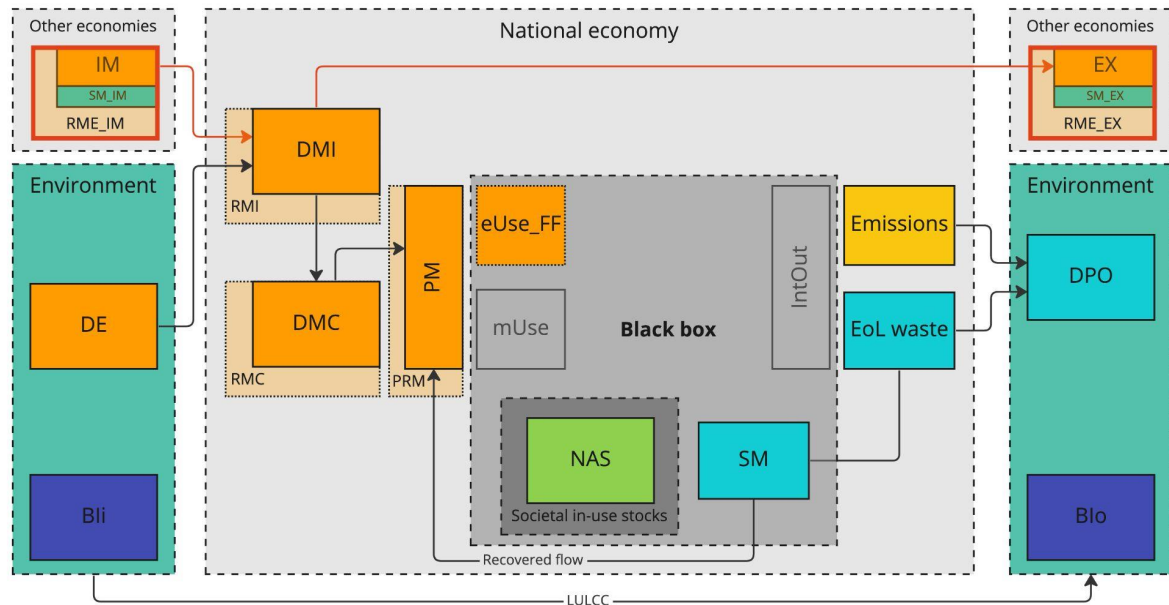 Other economies
IM
SM_IM
RME_IM
National economy
Other economies
EX
SM_EX
RME_EX
Environment
DE
BIi
DMI
RMI
DMC
RMC
PM
PRM
eUse_FF
mUse
Black box
IntOut
NAS
Societal in-use stocks
SM
Recovered flow
Emissions
EoL waste
Environment
DPO
BIo
LULCC